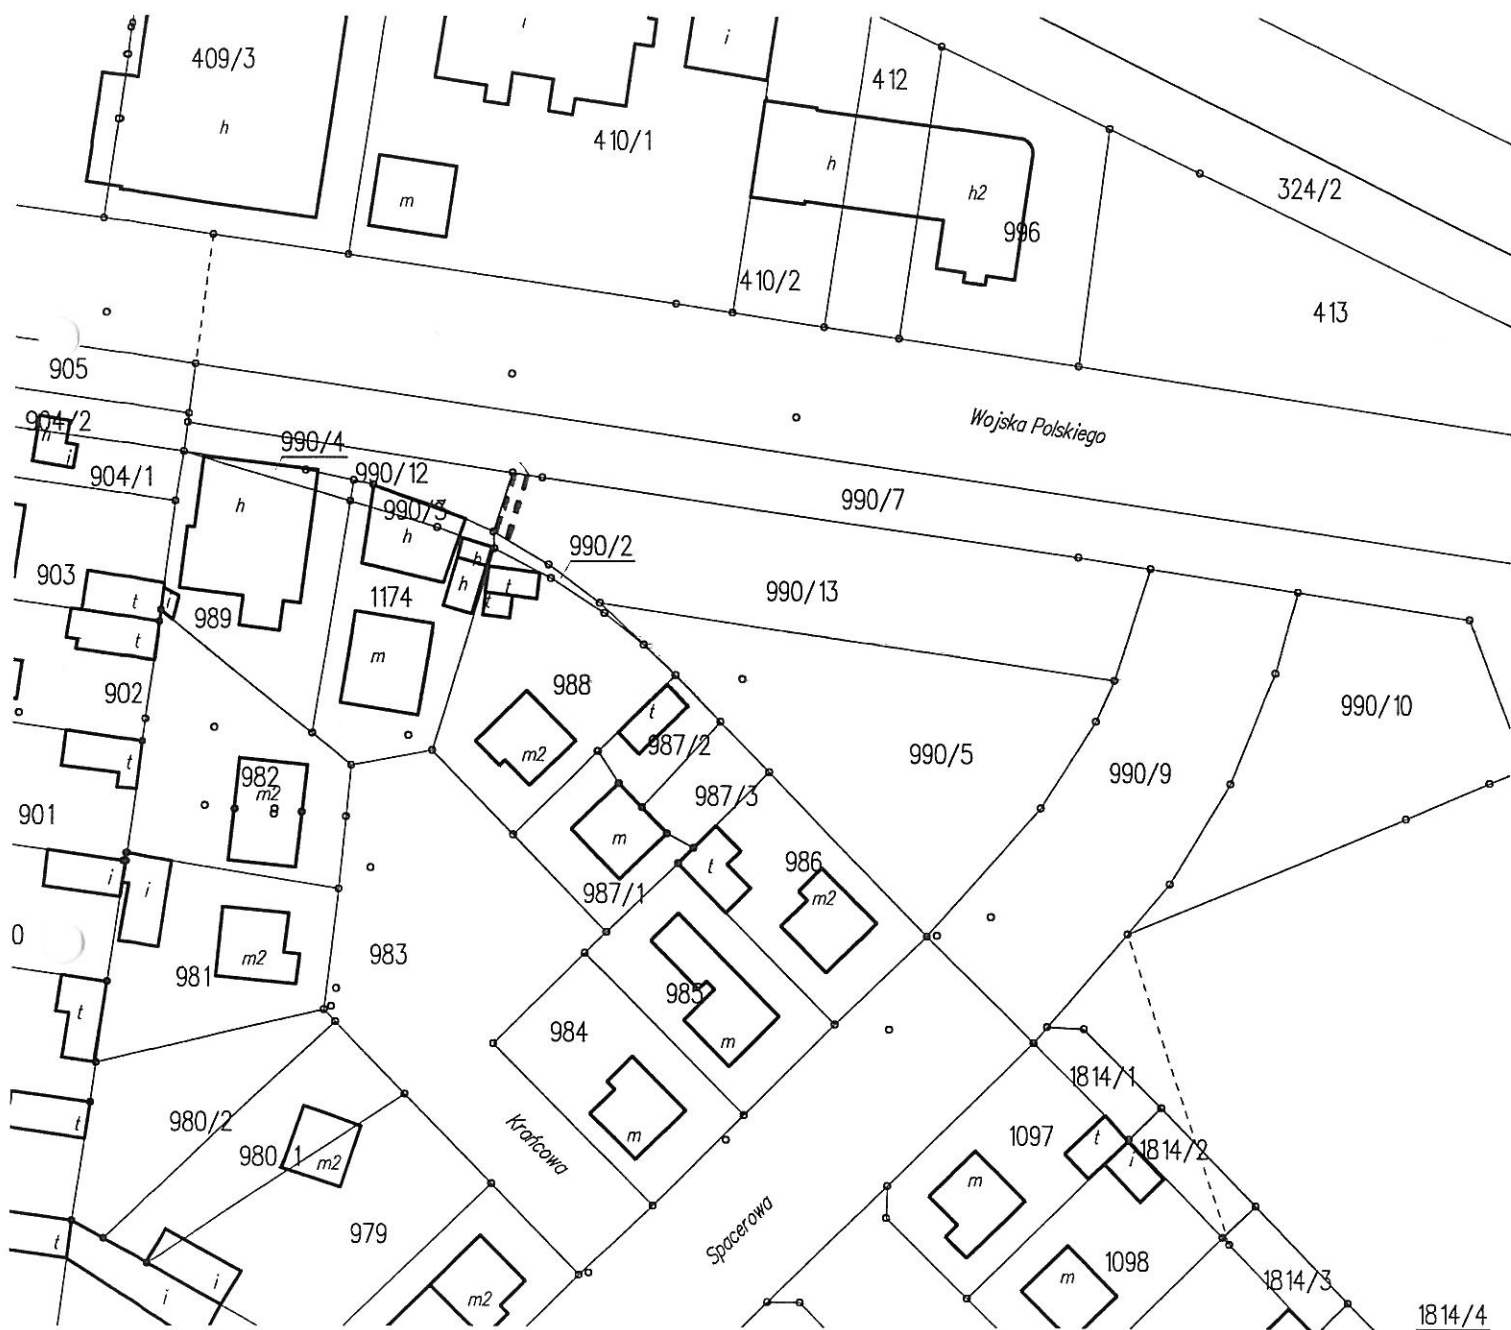 409/3
h
i
i
412
410/1
m
h
h2
996
324/2
410/2
413
905
Wojska Polskiego
904/2
h
i
904/1
990/4
990/12
990/3
h
h
990/7
990/2
h
h
t
t
903
t
i
t
989
1174
m
990/13
902
988
t
m2
987/2
990/5
990/10
990/9
t
982
m2
987/3
901
m
t
986
m2
987/1
i
i
0
981
m2
983
985
m
984
m
t
980/2
980/1
m2
t
Krańcowa
1814/1
1097
t
i
1814/2
m
979
t
i
i
m2
Spacerowa
1098
m
1814/3
1814/4